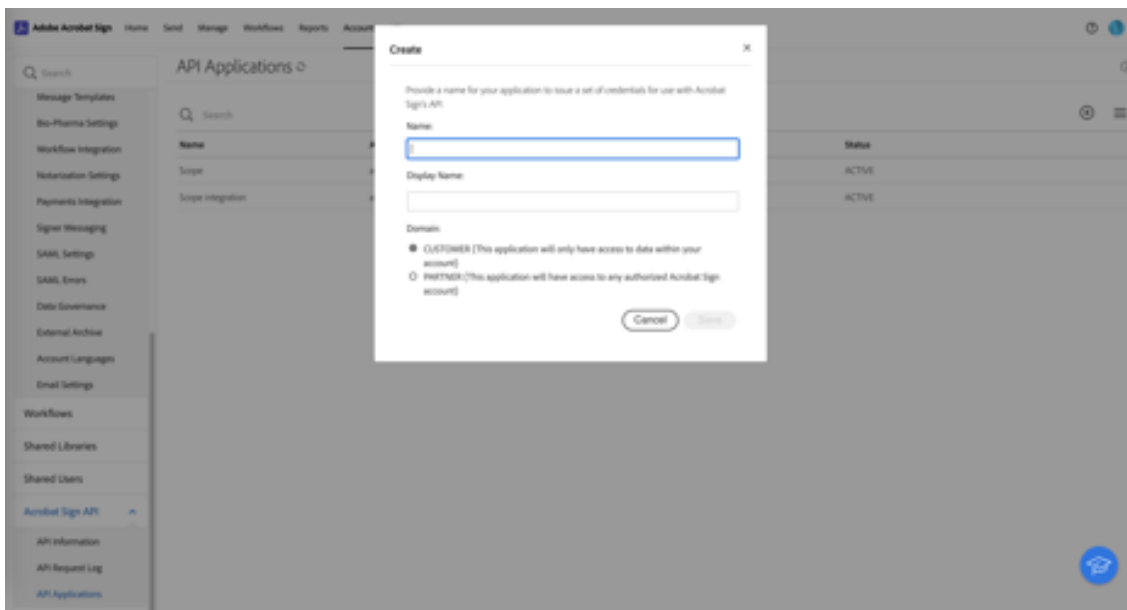 Adobe Acrobat Sign Home Send Manage Workflows Reports Account
Search
Message Templates
Bio-Pharma Settings
Workflow Integration
Notarization Settings
Payments Integration
Signer Messaging
SAML Settings
SAML Errors
Data Governance
External Archive
Account Languages
Email Settings
Workflows
Shared Libraries
Shared Users
Acrobat Sign API
API Information
API Request Log
API Applications
API Applications
Search
Name
Status
Scope
ACTIVE
Scope Integration
ACTIVE
Create
Provide a name for your application to issue a set of credentials for use with Acrobat
Sign's API
Name:
Display Name:
Domain:
CUSTOMER [This application will only have access to data within your
account]
PARTNER [This application will have access to any authorized Acrobat Sign
account]
Cancel Save